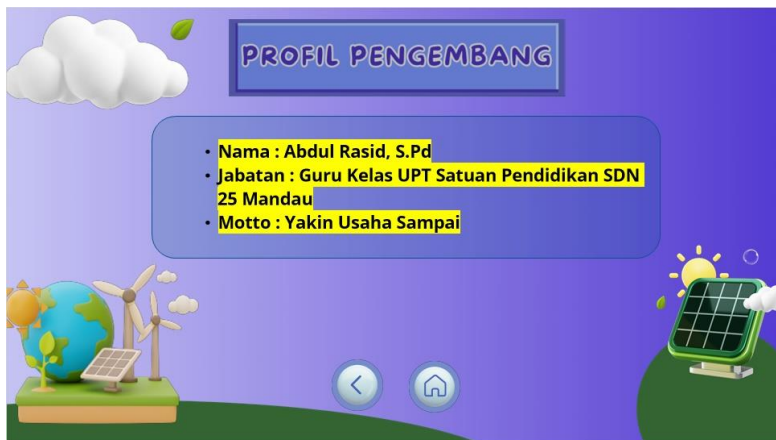 PROFIL PENGEMBANG
• Nama : Abdul Rasid, S.Pd
• Jabatan : Guru Kelas UPT Satuan Pendidikan SDN
25 Mandau
• Motto : Yakin Usaha Sampai